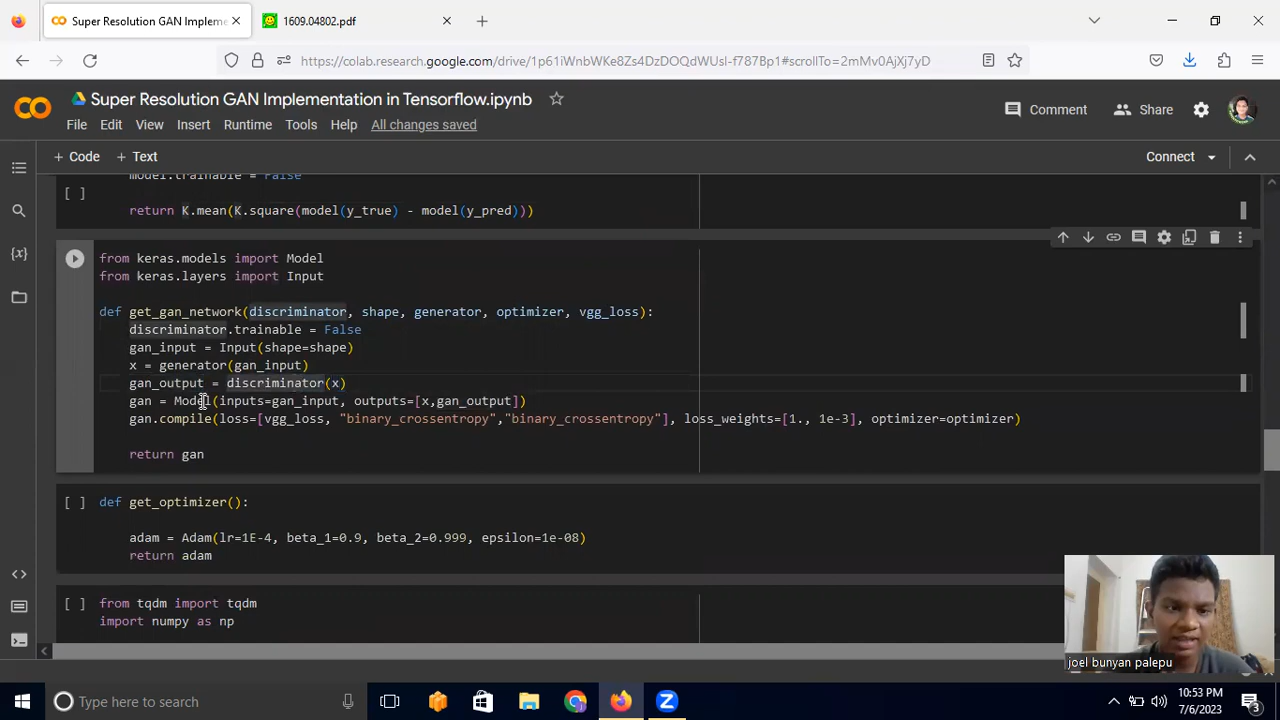 Super Resolution GAN Impleme
1609.04802.pdf
https://colab.research.google.com/drive/1p61iWnbWKe8Zs4DzDOQdWUsl-f787Bp1#scrollTo=2mMv0AjXj7yD
Super Resolution GAN Implementation in Tensorflow.ipynb
Comment
Share
File Edit View Insert Runtime Tools Help All changes saved
+ Code + Text
Connect
model.trainable = False
[ ]
return K.mean(K.square(model(y_true) - model(y_pred)))
from keras.models import Model
from keras.layers import Input
def get_gan_network(discriminator, shape, generator, optimizer, vgg_loss):
discriminator.trainable = False
gan_input = Input(shape=shape)
x = generator(gan_input)
gan_output = discriminator(x)
gan = Model(inputs=gan_input, outputs=[x,gan_output])
gan.compile(loss=[vgg_loss, "binary_crossentropy","binary_crossentropy"], loss_weights=[1., 1e-3], optimizer=optimizer)
return gan
[ ] def get_optimizer():
adam = Adam(lr=1E-4, beta_1=0.9, beta_2=0.999, epsilon=1e-08)
return adam
[ ] from tqdm import tqdm
import numpy as np
joel bunyan palepu
Type here to search
10:53 PM
7/6/2023
3